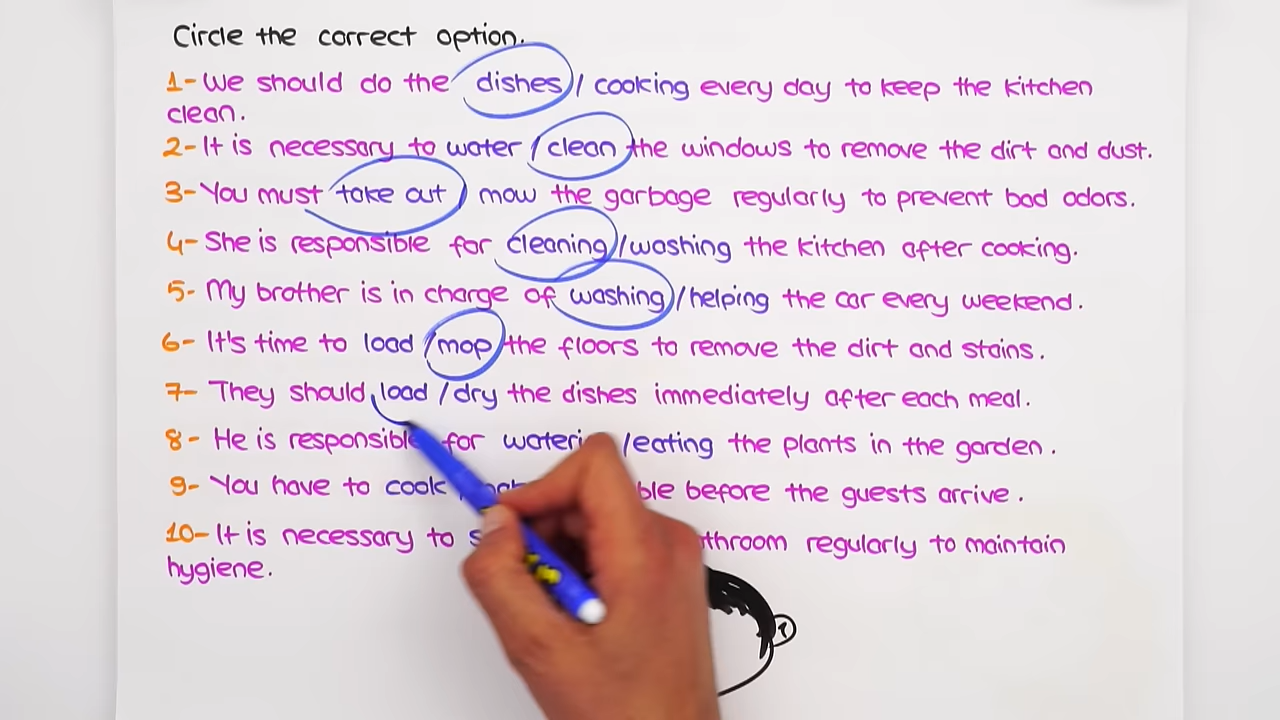 Circle the correct option.
1- We should do the dishes / cooking every day to keep the kitchen
clean.
2- It is necessary to water / clean the windows to remove the dirt and dust.
3- You must take out / mow the garbage regularly to prevent bad odors.
4- She is responsible for cleaning / washing the kitchen after cooking.
5- My brother is in charge of washing / helping the car every weekend.
6- It's time to load / mop the floors to remove the dirt and stains.
7- They should load / dry the dishes immediately after each meal.
8- He is responsible for / eating the plants in the garden.
9- You have to cook before the guests arrive.
10- It is necessary to regularly to maintain
hygiene.